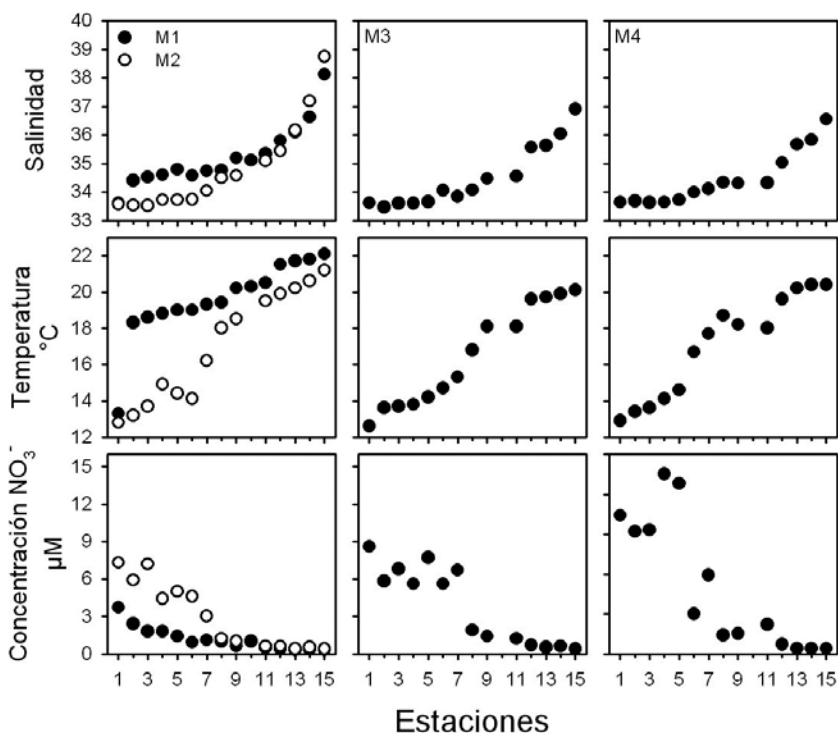 40
39
38
37
36
35
34
33
Salinidad
M1
M2
M3
M4
22
20
18
16
14
12
Temperatura
°C
15
12
9
6
3
0
Concentración NO₃⁻
µM
1 3 5 7 9 11 13 15
1 3 5 7 9 11 13 15
1 3 5 7 9 11 13 15
Estaciones